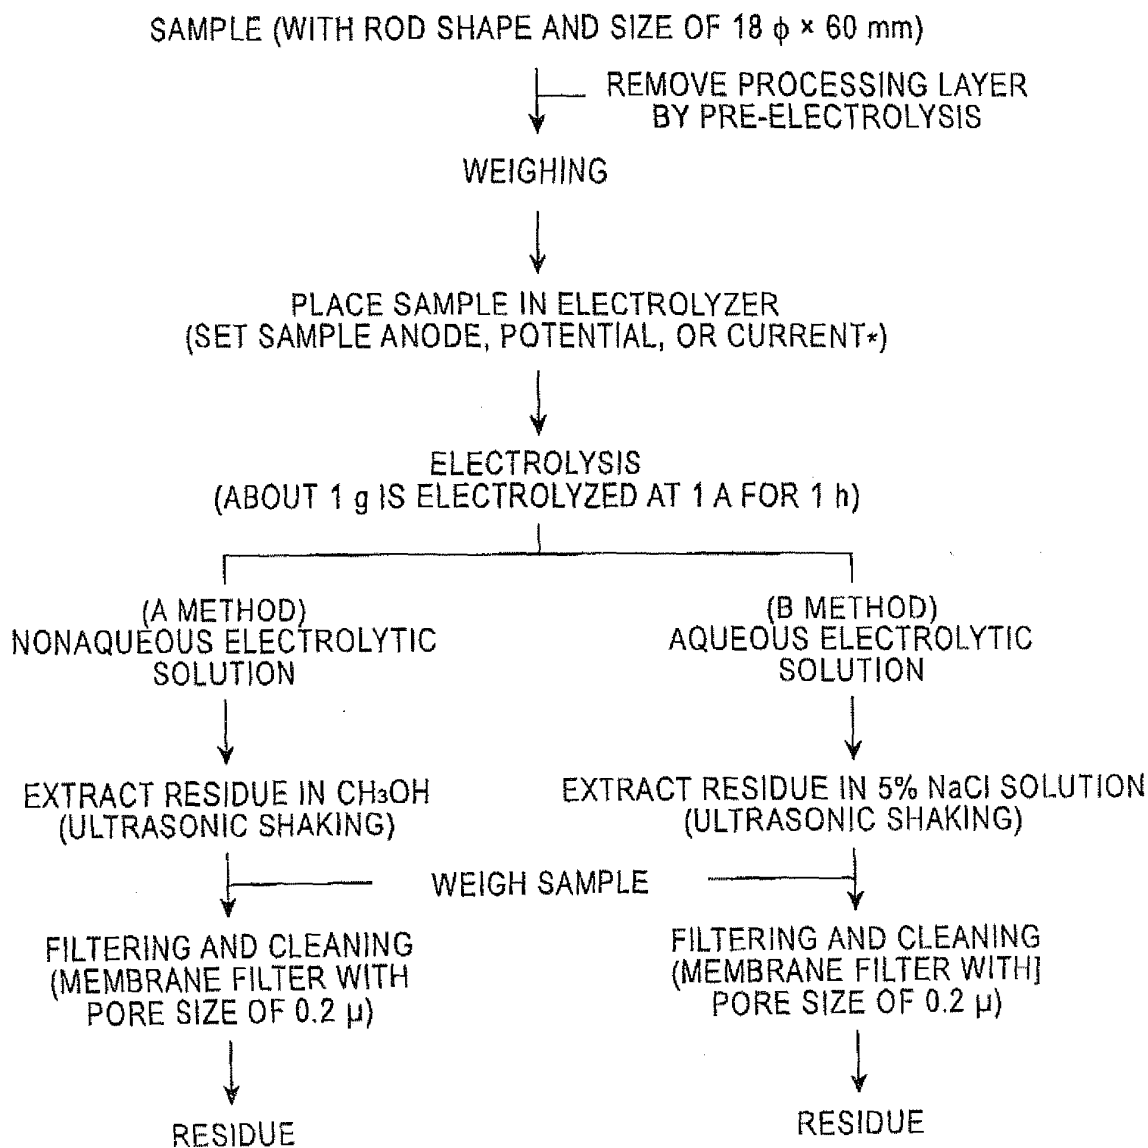 SAMPLE (WITH ROD SHAPE AND SIZE OF 18 ϕ × 60 mm)
REMOVE PROCESSING LAYER
BY PRE-ELECTROLYSIS
WEIGHING
PLACE SAMPLE IN ELECTROLYZER
(SET SAMPLE ANODE, POTENTIAL, OR CURRENT*)
ELECTROLYSIS
(ABOUT 1 g IS ELECTROLYZED AT 1 A FOR 1 h)
(A METHOD)
NONAQUEOUS ELECTROLYTIC
SOLUTION
(B METHOD)
AQUEOUS ELECTROLYTIC
SOLUTION
EXTRACT RESIDUE IN CH₃OH
(ULTRASONIC SHAKING)
EXTRACT RESIDUE IN 5% NaCl SOLUTION
(ULTRASONIC SHAKING)
WEIGH SAMPLE
FILTERING AND CLEANING
(MEMBRANE FILTER WITH
PORE SIZE OF 0.2 μ)
FILTERING AND CLEANING
(MEMBRANE FILTER WITH]
PORE SIZE OF 0.2 μ)
RESIDUE
RESIDUE